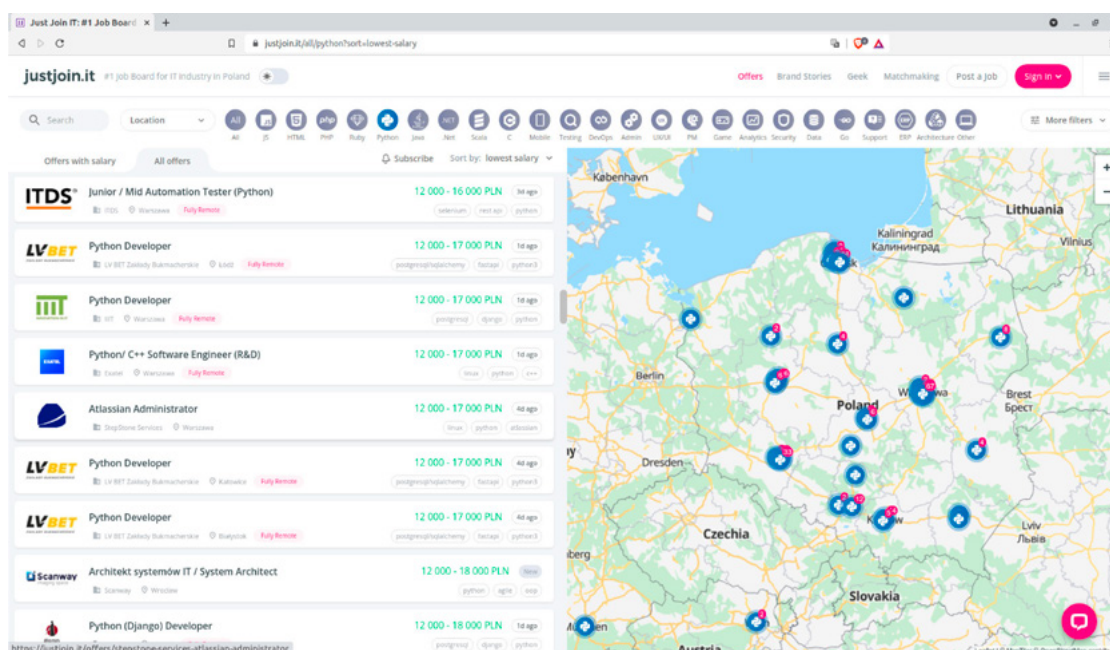 Just Join IT: #1 Job Board
justjoin.it/all/python?sort=lowest-salary
justjoin.it #1 Job Board for IT industry in Poland
Offers Brand Stories Geek Matchmaking Post a Job Sign in
Search Location
All JS HTML PHP Ruby Python Java .Net Scala C Mobile Testing DevOps Admin UX/UI PM Game Analytics Security Data Go Support ERP Architecture Other
More filters
Offers with salary All offers Subscribe Sort by: lowest salary
ITDS Junior / Mid Automation Tester (Python) 12 000 - 16 000 PLN 3d ago
ITDS Warszawa Fully Remote selenium rest api python
LVBET Python Developer 12 000 - 17 000 PLN 1d ago
LV BET Zakłady Bukmacherskie Łódź Fully Remote fastapi python3
Python Developer 12 000 - 17 000 PLN 1d ago
Warszawa Fully Remote postgresql django python
Python/ C++ Software Engineer (R&D) 12 000 - 17 000 PLN 1d ago
Exatel Warszawa Fully Remote linux python c++
Atlassian Administrator 12 000 - 17 000 PLN 4d ago
StepStone Services Warszawa linux python atlassian
LVBET Python Developer 12 000 - 17 000 PLN 4d ago
LV BET Zakłady Bukmacherskie Katowice Fully Remote fastapi python3
LVBET Python Developer 12 000 - 17 000 PLN 4d ago
LV BET Zakłady Bukmacherskie Białystok Fully Remote fastapi python3
Scanway Architekt systemów IT / System Architect 12 000 - 18 000 PLN New
Scanway Wrocław python agile oop
Python (Django) Developer 12 000 - 18 000 PLN 1d ago
postgresql django python
https://justjoin.it/offers/stepstone-services-atlassian-administrator
København
Lithuania
Kaliningrad
Калининград
Vilnius
Berlin
Poland
Brest
Брест
Dresden
Czechia
Lviv
Львів
Slovakia
Austria